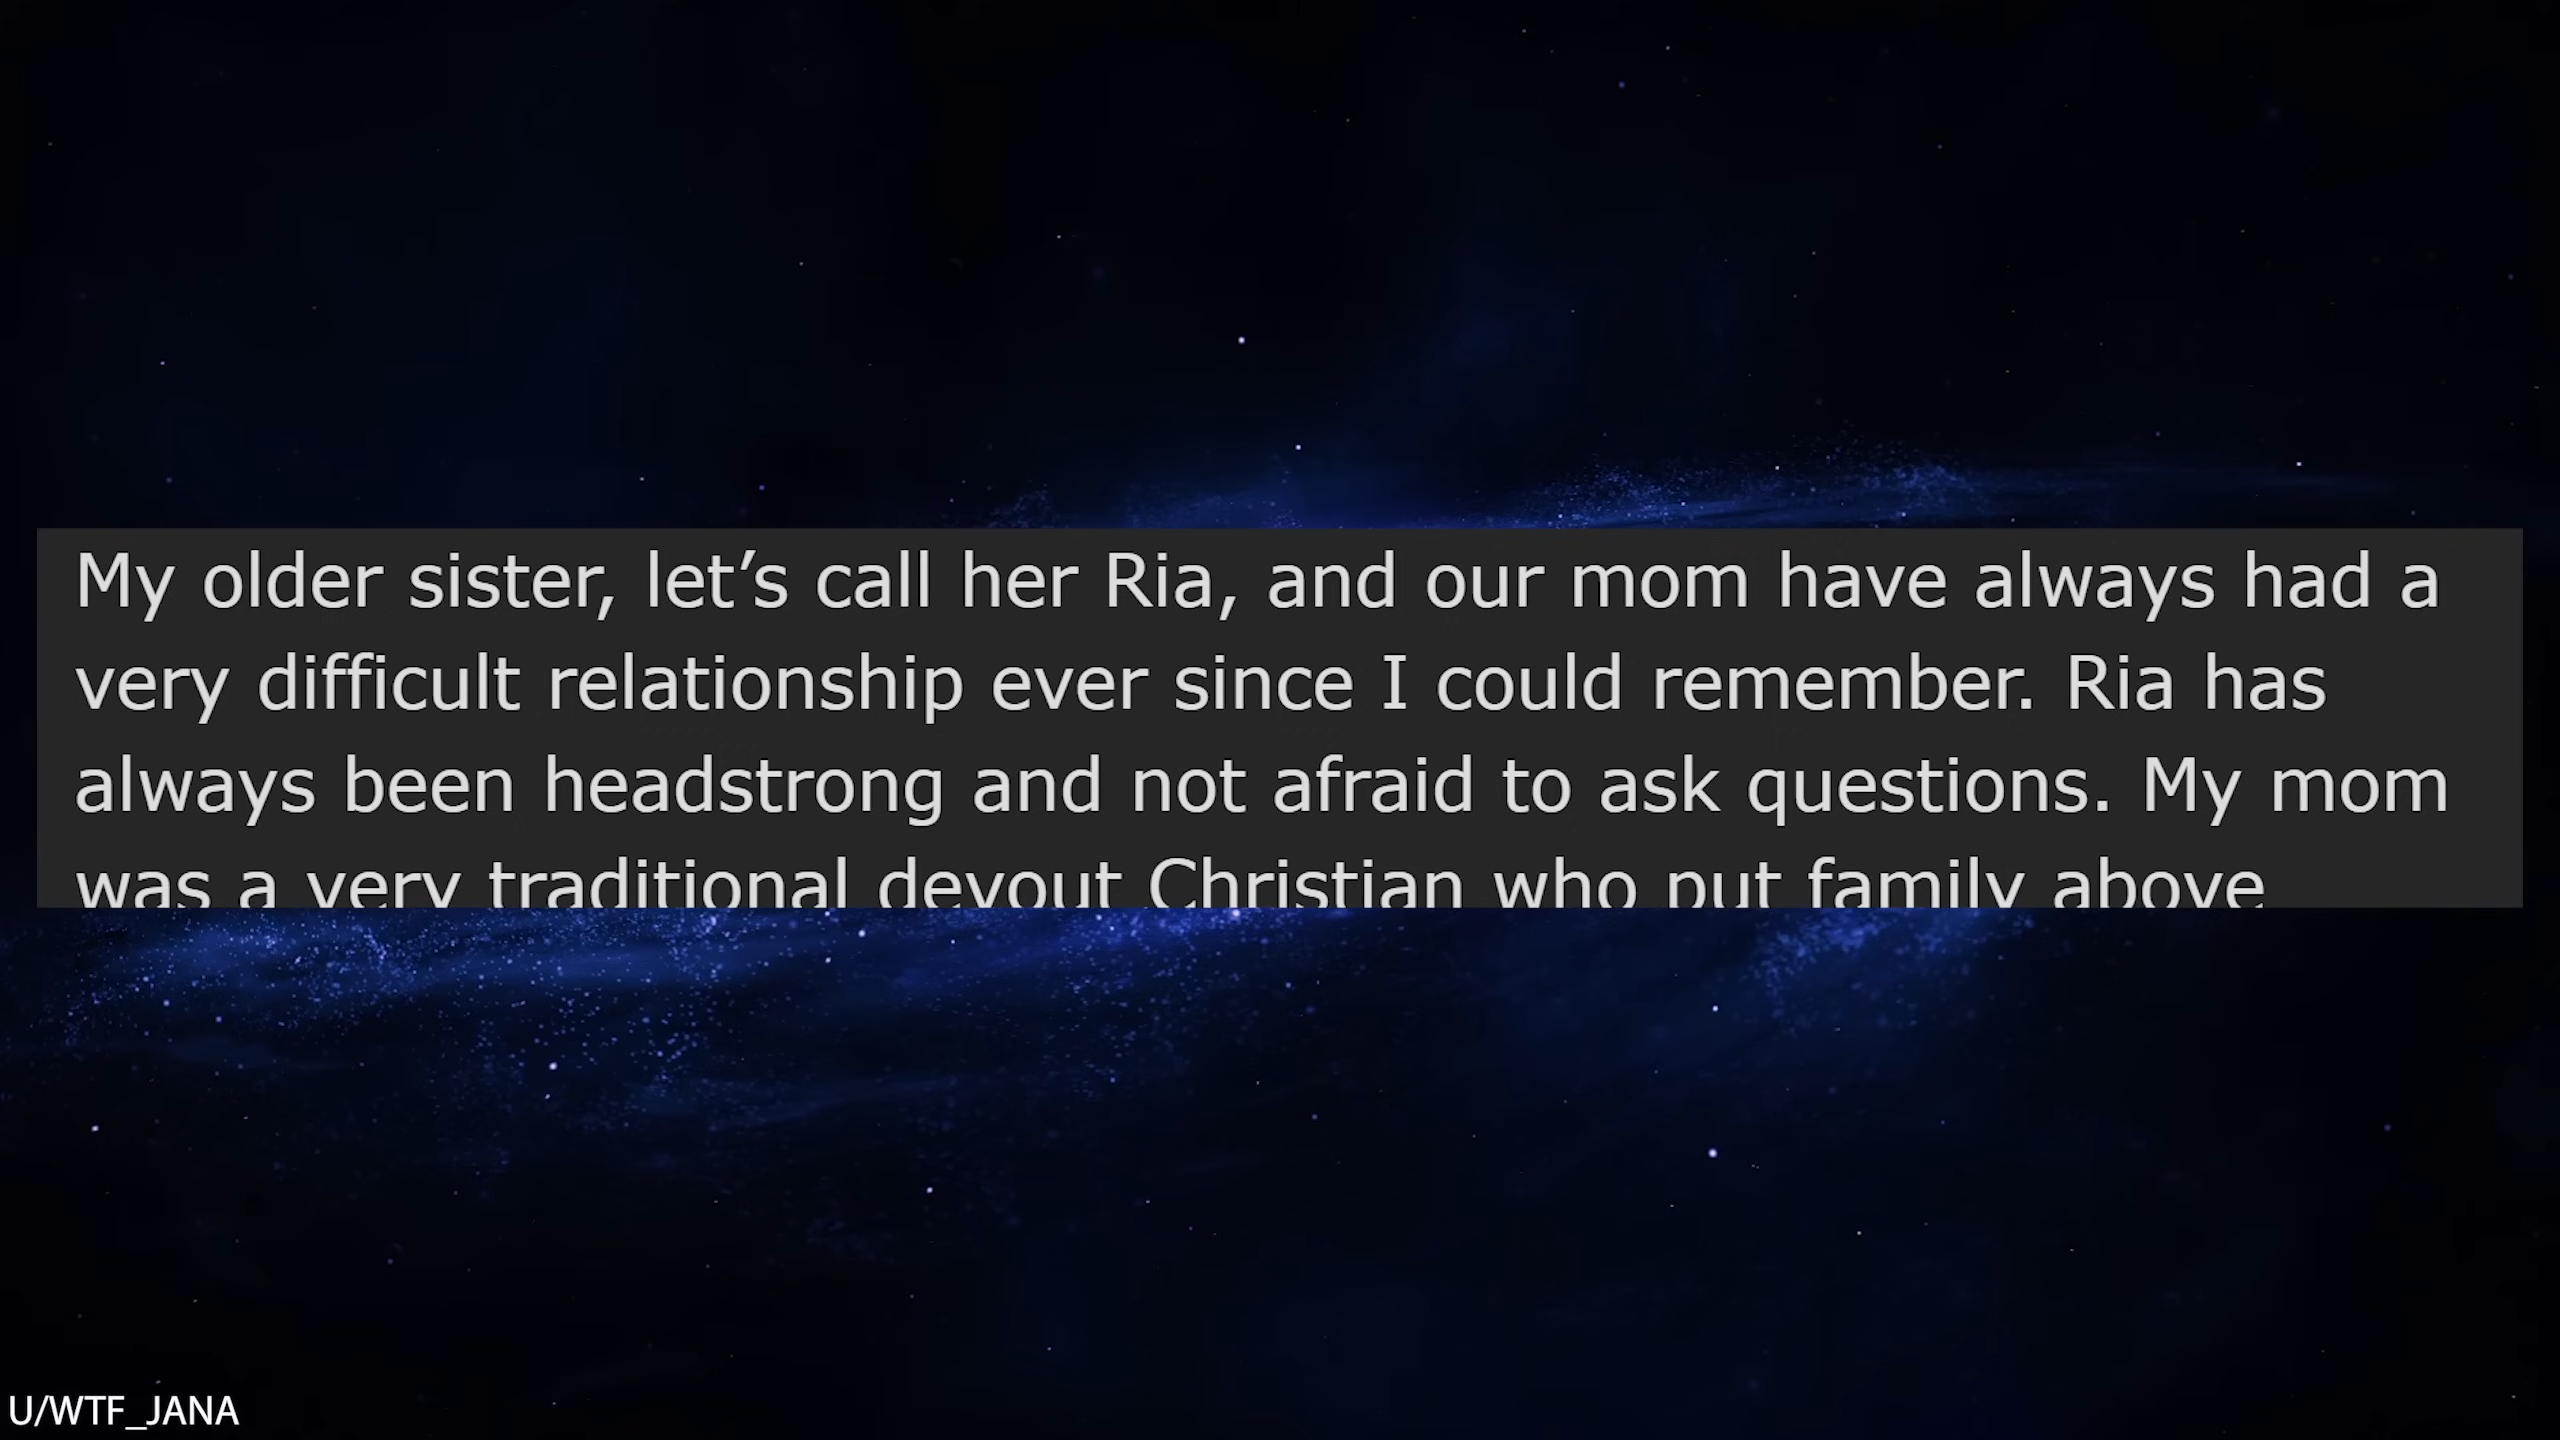 My older sister, let’s call her Ria, and our mom have always had a
very difficult relationship ever since I could remember. Ria has
always been headstrong and not afraid to ask questions. My mom
was a very traditional devout Christian who put family above
U/WTF_JANA